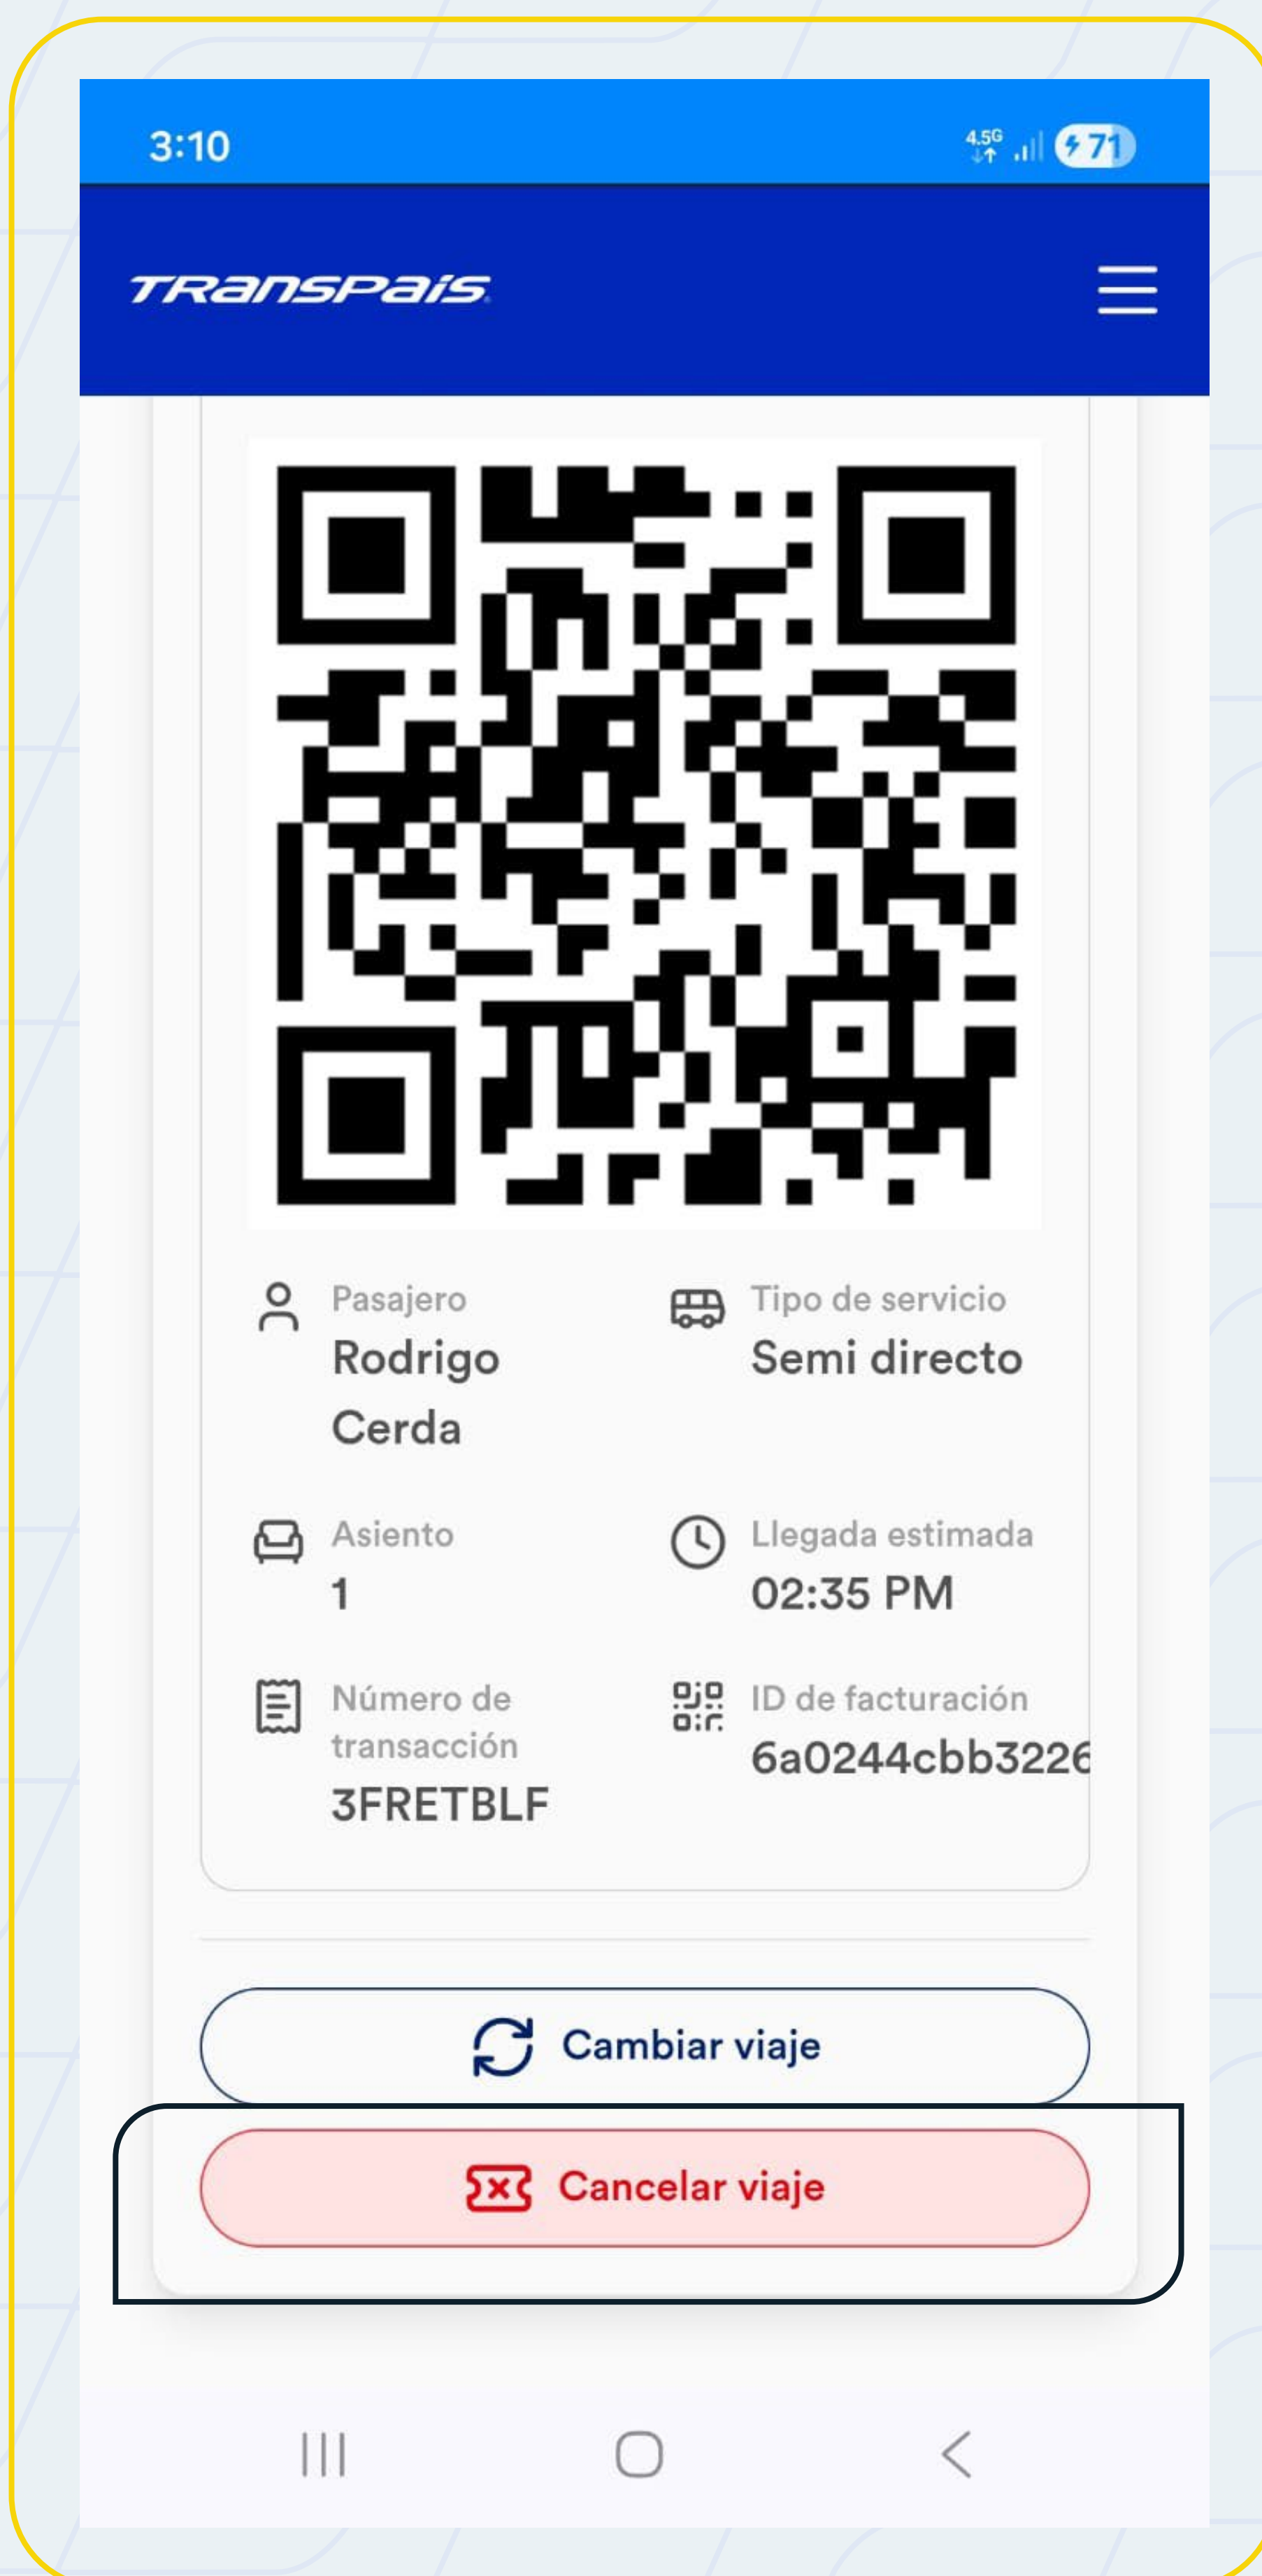 3:10
4.5G
71
TRANSPAIS
Pasajero
Rodrigo
Cerda
Tipo de servicio
Semi directo
Asiento
1
Llegada estimada
02:35 PM
Número de
transacción
3FRETBLF
ID de facturación
6a0244cbb3226
Cambiar viaje
Cancelar viaje